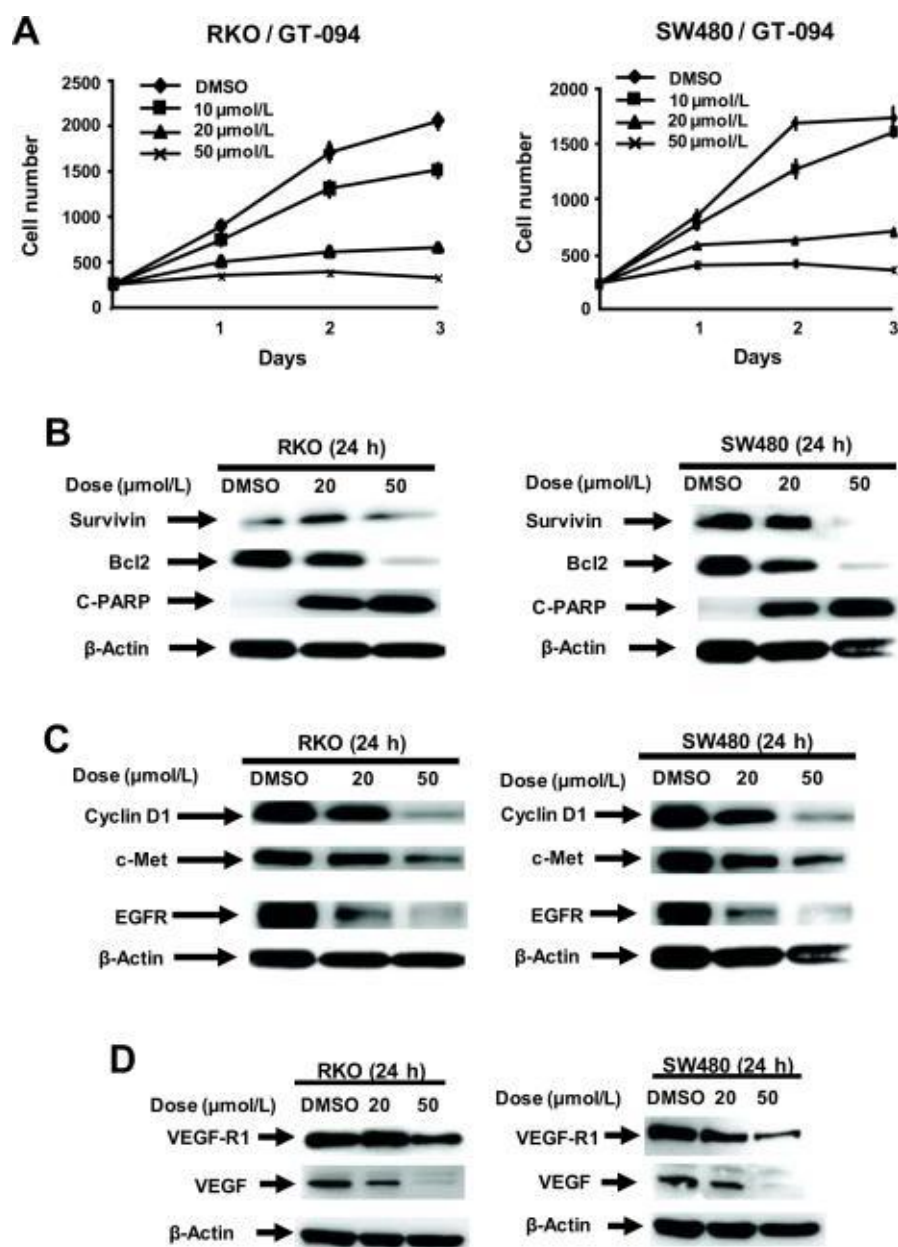 A
RKO / GT-094
DMSO
10 µmol/L
20 µmol/L
50 µmol/L
2500
2000
1500
1000
500
0
Cell number
1 2 3
Days
SW480 / GT-094
DMSO
10 µmol/L
20 µmol/L
50 µmol/L
2000
1500
1000
500
0
Cell number
1 2 3
Days
B
RKO (24 h)
Dose (µmol/L) DMSO 20 50
Survivin
Bcl2
C-PARP
β-Actin
SW480 (24 h)
Dose (µmol/L) DMSO 20 50
Survivin
Bcl2
C-PARP
β-Actin
C
RKO (24 h)
Dose (µmol/L) DMSO 20 50
Cyclin D1
c-Met
EGFR
β-Actin
SW480 (24 h)
Dose (µmol/L) DMSO 20 50
Cyclin D1
c-Met
EGFR
β-Actin
D
RKO (24 h)
Dose (µmol/L) DMSO 20 50
VEGF-R1
VEGF
β-Actin
SW480 (24 h)
Dose (µmol/L) DMSO 20 50
VEGF-R1
VEGF
β-Actin